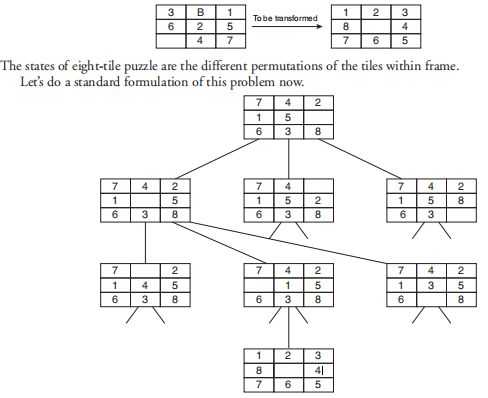 3 B 1 To be transformed 1 2 3
6 2 5 8 4
4 7 7 6 5
The states of eight-tile puzzle are the different permutations of the tiles within frame.
Let's do a standard formulation of this problem now.
7 4 2
1 5
6 3 8
7 4 2 7 4 7 4 2
1 5 1 5 2 1 5 8
6 3 8 6 3 8 6 3
7 2 7 4 2 7 4 2
1 4 5 1 5 1 3 5
6 3 8 6 3 8 6 8
1 2 3
8 4
7 6 5